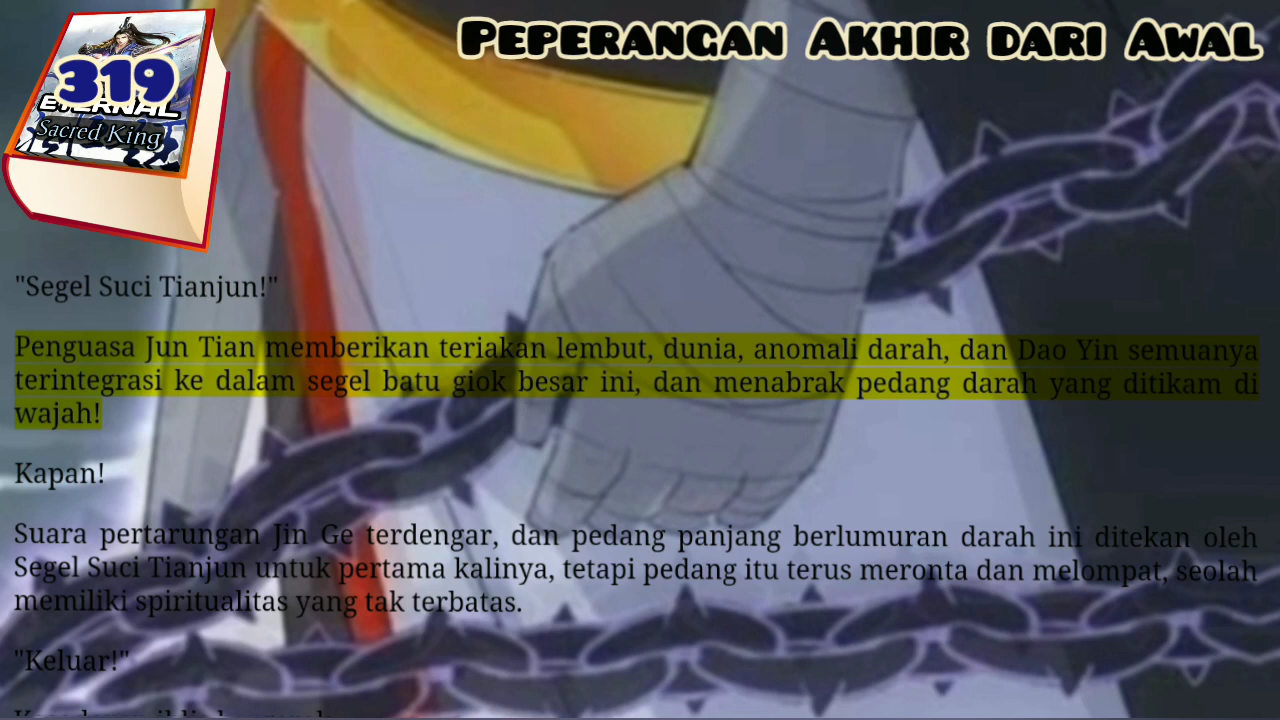 Peperangan Akhir dari Awal
319
ETERNAL
Sacred King
"Segel Suci Tianjun!"
Penguasa Jun Tian memberikan teriakan lembut, dunia, anomali darah, dan Dao Yin semuanya
terintegrasi ke dalam segel batu giok besar ini, dan menabrak pedang darah yang ditikam di
wajah!
Kapan!
Suara pertarungan Jin Ge terdengar, dan pedang panjang berlumuran darah ini ditekan oleh
Segel Suci Tianjun untuk pertama kalinya, tetapi pedang itu terus meronta dan melompat, seolah
memiliki spiritualitas yang tak terbatas.
"Keluar!"